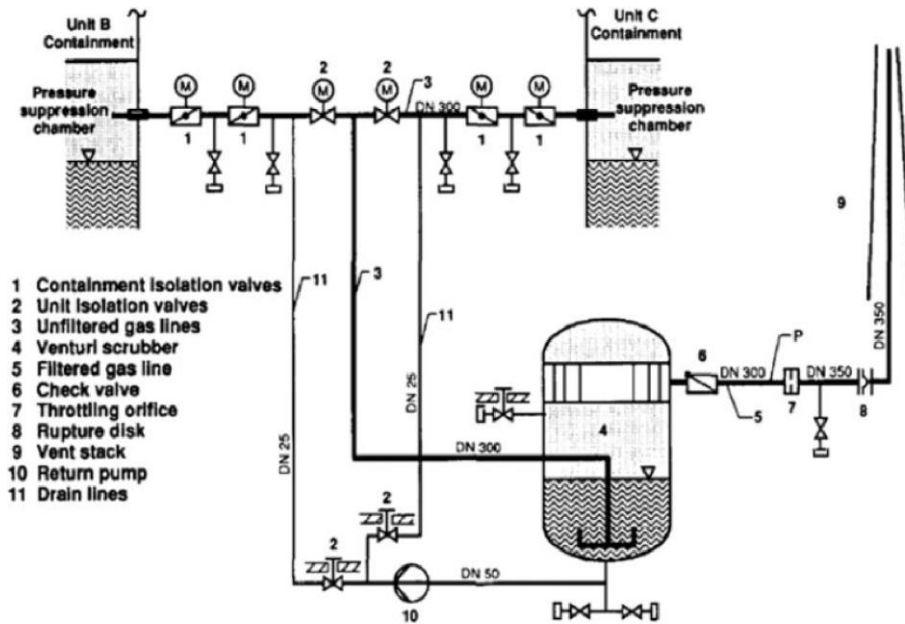 Unit B
Containment
Unit C
Containment
2
2
3
M
M
M
M
M
M
DN 300
Pressure
suppression
chamber
Pressure
suppression
chamber
1
1
1
1
9
11
3
11
1 Containment isolation valves
2 Unit isolation valves
3 Unfiltered gas lines
4 Venturi scrubber
5 Filtered gas line
6 Check valve
7 Throttling orifice
8 Rupture disk
9 Vent stack
10 Return pump
11 Drain lines
DN 25
DN 25
DN 350
6
P
DN 300
DN 350
5
7
8
4
DN 300
2
2
DN 50
10